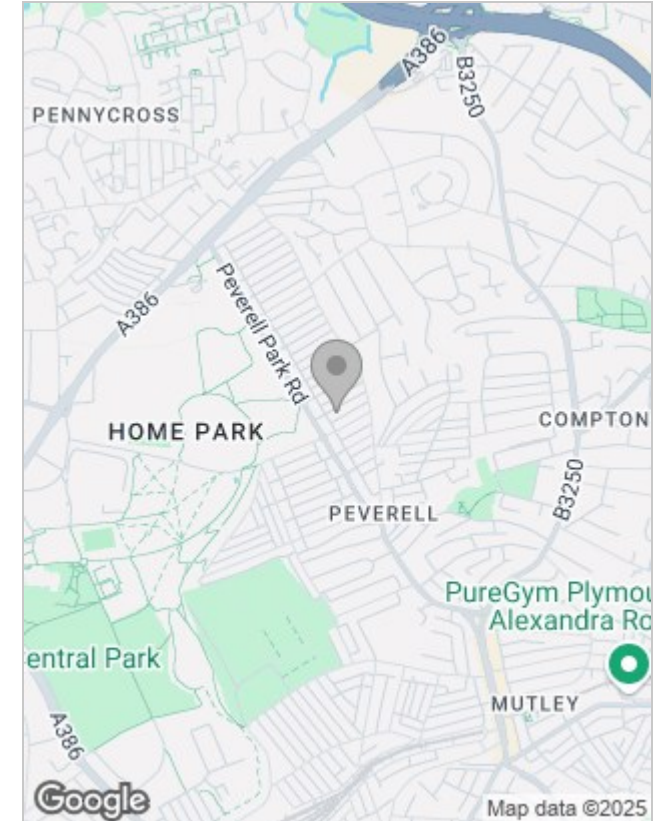 A386
B3250
PENNYCROSS
A386
Peverell Park Rd
HOME PARK
COMPTON
B3250
PEVERELL
PureGym Plymou
Alexandra Ro
entral Park
MUTLEY
A386
Google
Map data ©2025